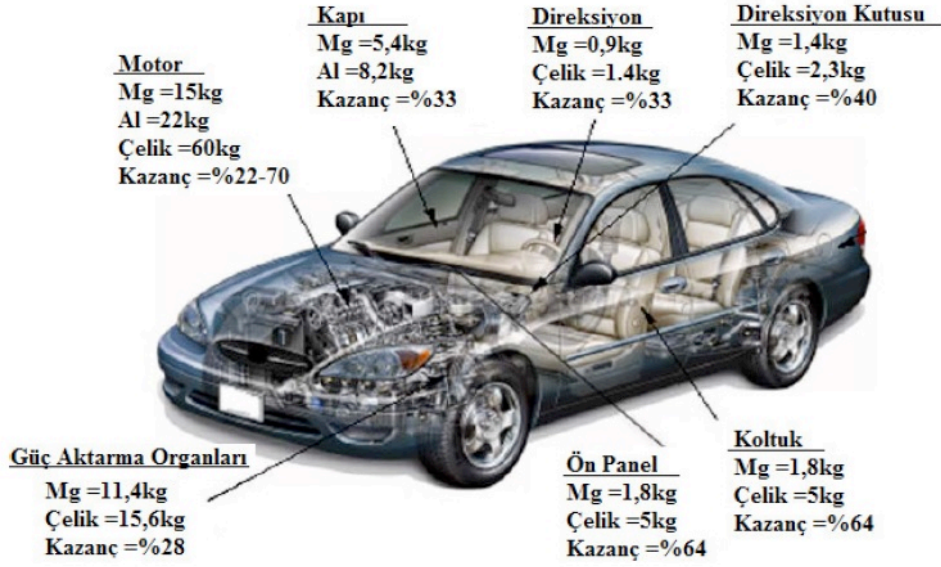 Kapı
Mg =5,4kg
Al =8,2kg
Kazanç =%33
Direksiyon
Mg =0,9kg
Çelik =1.4kg
Kazanç =%33
Direksiyon Kutusu
Mg =1,4kg
Çelik =2,3kg
Kazanç =%40
Motor
Mg =15kg
Al =22kg
Çelik =60kg
Kazanç =%22-70
Güç Aktarma Organları
Mg =11,4kg
Çelik =15,6kg
Kazanç =%28
Ön Panel
Mg =1,8kg
Çelik =5kg
Kazanç =%64
Koltuk
Mg =1,8kg
Çelik =5kg
Kazanç =%64